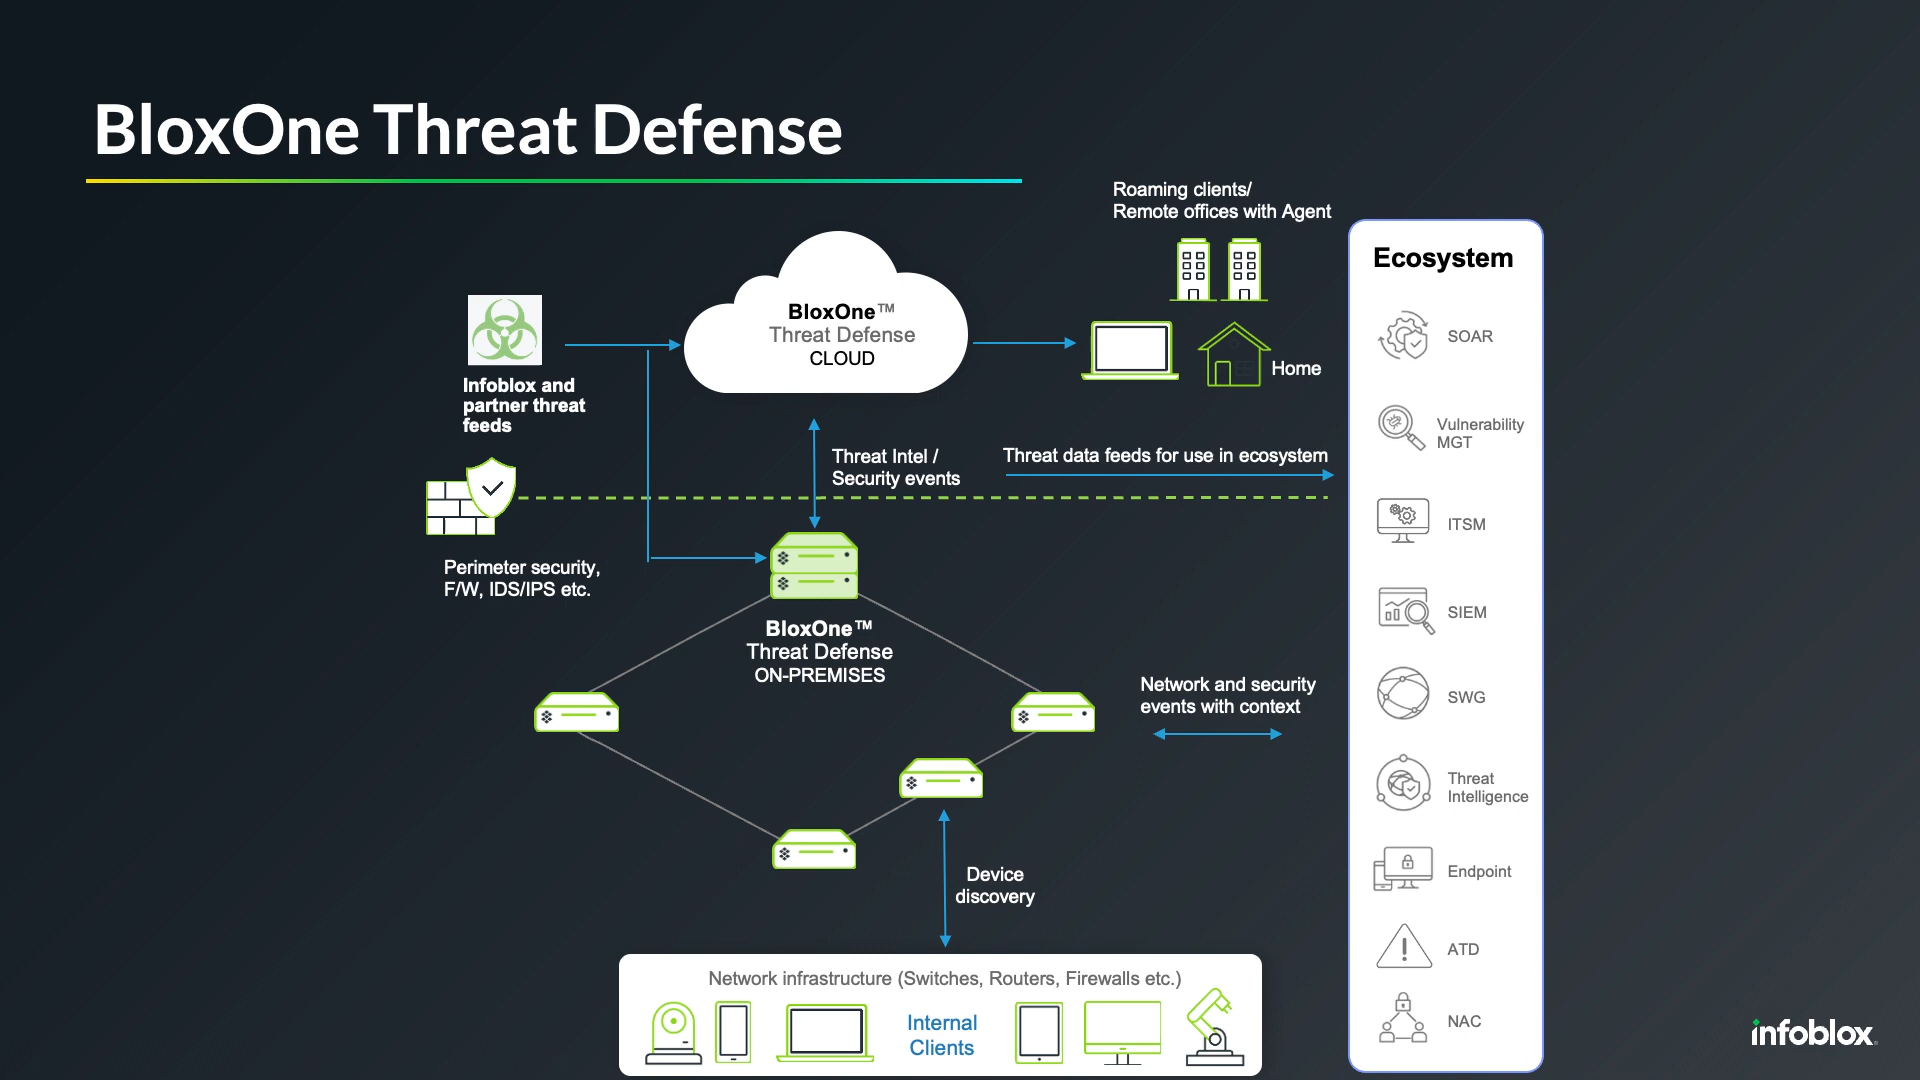 BloxOne Threat Defense
Roaming clients/
Remote offices with Agent
BloxOne™
Threat Defense
CLOUD
Home
Infoblox and
partner threat
feeds
Threat Intel /
Security events
Threat data feeds for use in ecosystem
Perimeter security,
F/W, IDS/IPS etc.
BloxOne™
Threat Defense
ON-PREMISES
Network and security
events with context
Device
discovery
Network infrastructure (Switches, Routers, Firewalls etc.)
Internal
Clients
Ecosystem
SOAR
Vulnerability
MGT
ITSM
SIEM
SWG
Threat
Intelligence
Endpoint
ATD
NAC
infoblox